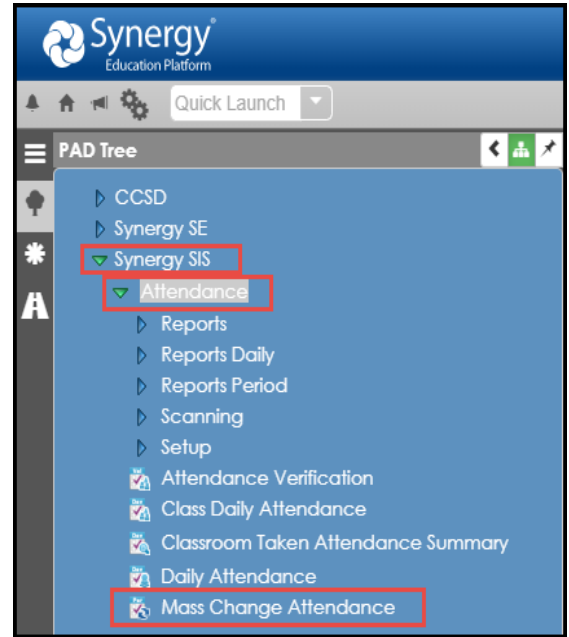 Synergy
Education Platform
Quick Launch
PAD Tree
CCSD
Synergy SE
Synergy SIS
Attendance
Reports
Reports Daily
Reports Period
Scanning
Setup
Attendance Verification
Class Daily Attendance
Classroom Taken Attendance Summary
Daily Attendance
Mass Change Attendance